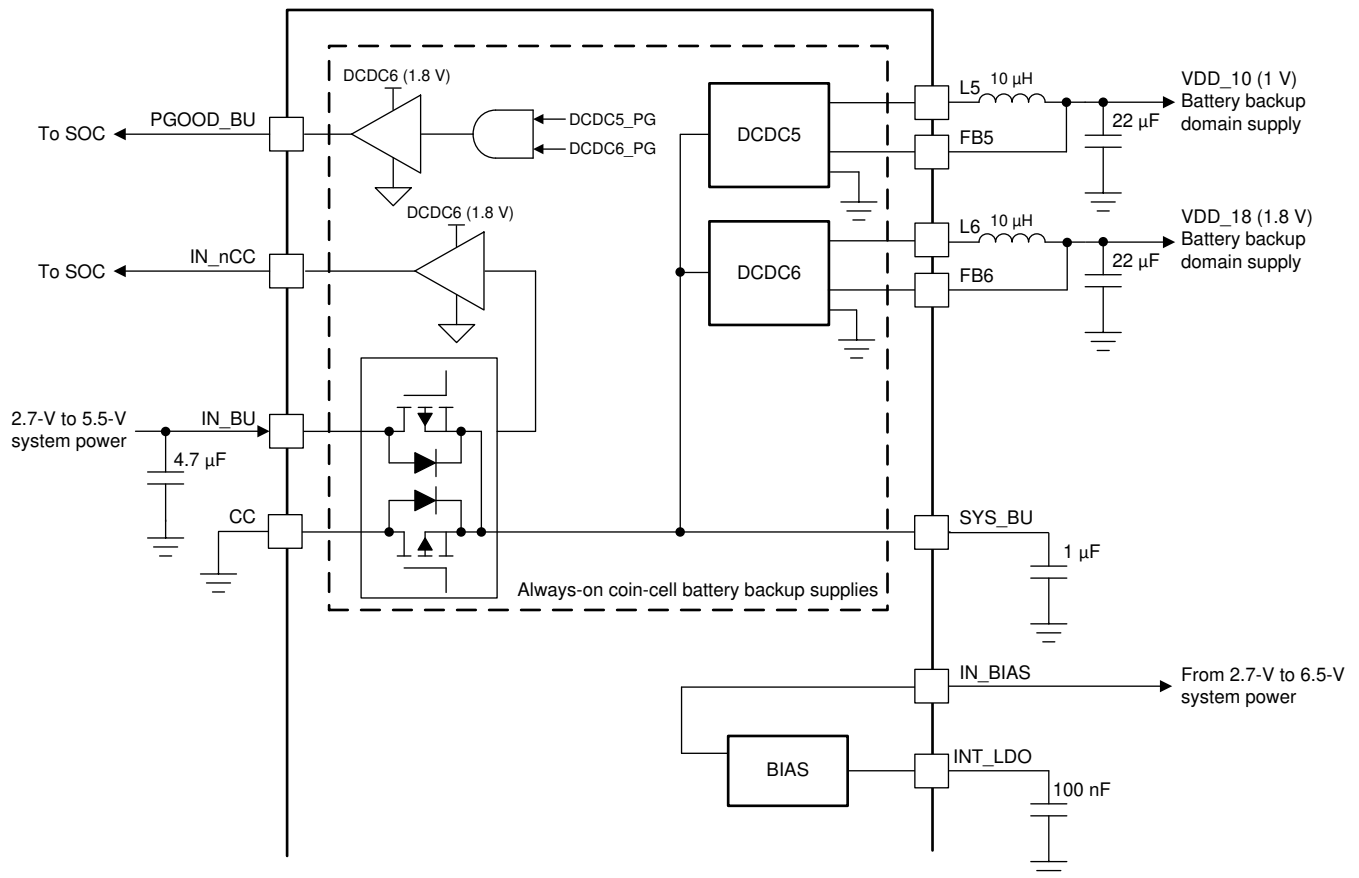 DCDC6 (1.8 V)
PGOOD_BU
To SOC
DCDC5_PG
DCDC6_PG
DCDC6 (1.8 V)
IN_nCC
To SOC
2.7-V to 5.5-V
system power
IN_BU
4.7 µF
CC
Always-on coin-cell battery backup supplies
DCDC5
L5
10 µH
FB5
22 µF
VDD_10 (1 V)
Battery backup
domain supply
DCDC6
L6
10 µH
FB6
22 µF
VDD_18 (1.8 V)
Battery backup
domain supply
SYS_BU
1 µF
IN_BIAS
From 2.7-V to 6.5-V
system power
BIAS
INT_LDO
100 nF